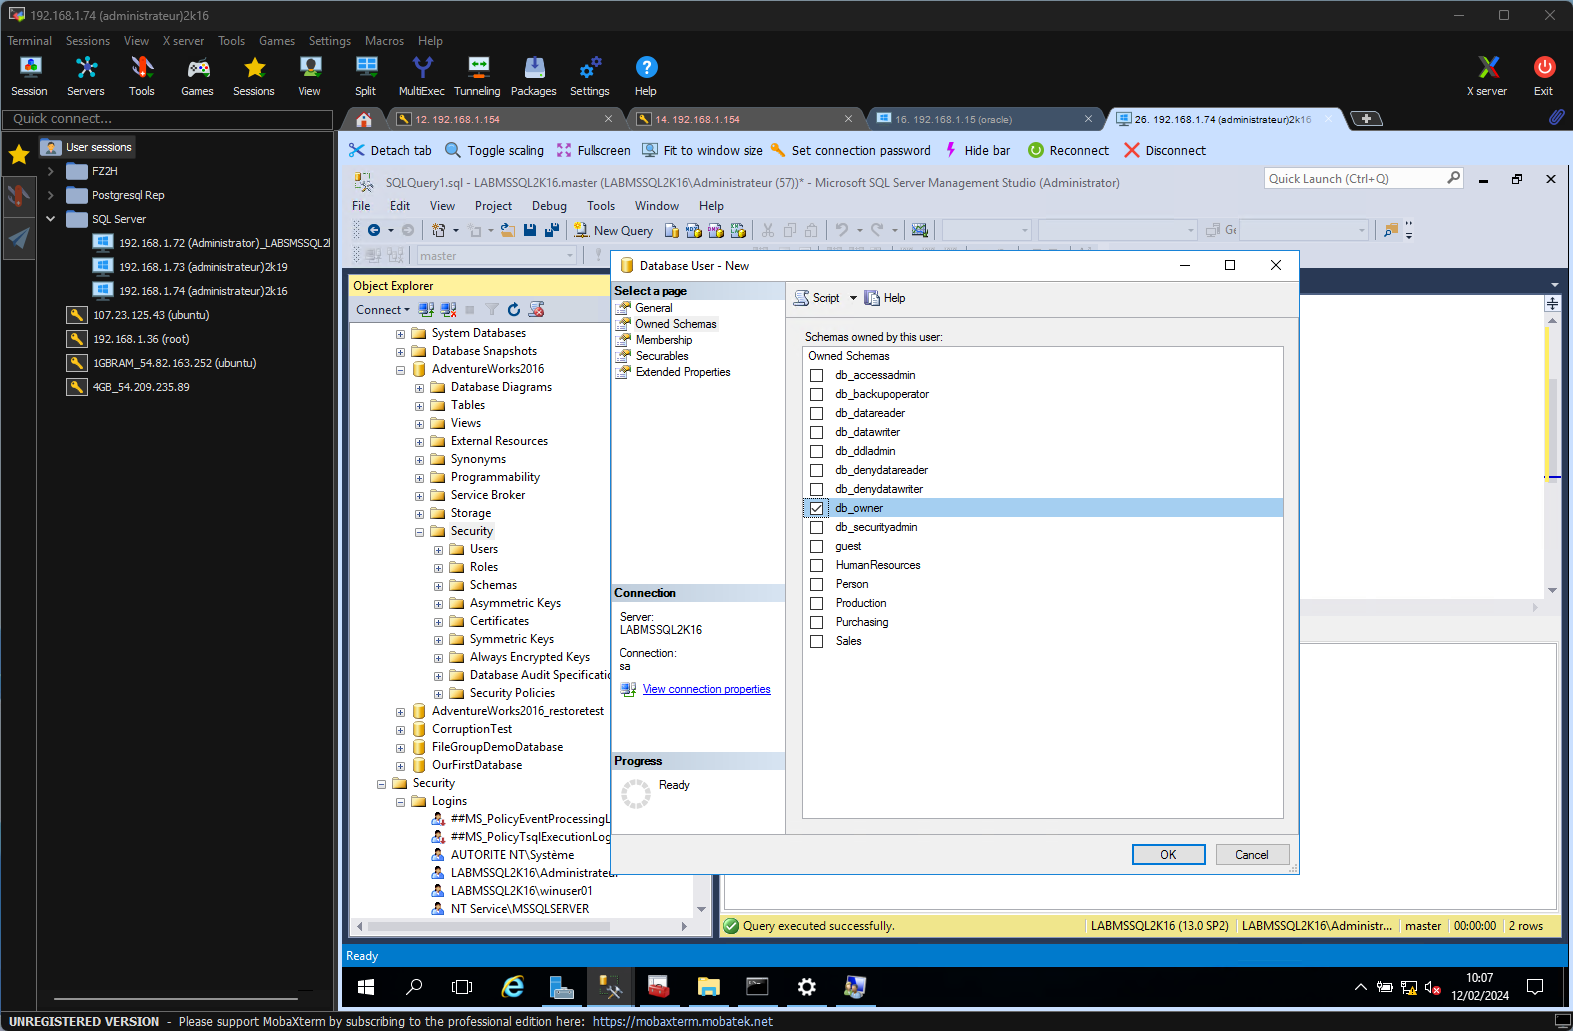 192.168.1.74 (administrateur)2k16
Terminal Sessions View X server Tools Games Settings Macros Help
Session Servers Tools Games Sessions View Split MultiExec Tunneling Packages Settings Help X server Exit
Quick connect...
12. 192.168.1.154
14. 192.168.1.154
16. 192.168.1.15 (oracle)
26. 192.168.1.74 (administrateur)2k16
User sessions
FZ2H
Postgresql Rep
SQL Server
192.168.1.72 (Administrator)_LABSMSSQL2
192.168.1.73 (administrateur)2k19
192.168.1.74 (administrateur)2k16
107.23.125.43 (ubuntu)
192.168.1.36 (root)
1GBRAM_54.82.163.252 (ubuntu)
4GB_54.209.235.89
Detach tab Toggle scaling Fullscreen Fit to window size Set connection password Hide bar Reconnect Disconnect
SQLQuery1.sql - LABMSSQL2K16.master (LABMSSQL2K16\Administrateur (57))* - Microsoft SQL Server Management Studio (Administrator)
Quick Launch (Ctrl+Q)
File Edit View Project Debug Tools Window Help
New Query
MDX DMX XMLA
Ge
master
Object Explorer
Connect
System Databases
Database Snapshots
AdventureWorks2016
Database Diagrams
Tables
Views
External Resources
Synonyms
Programmability
Service Broker
Storage
Security
Users
Roles
Schemas
Asymmetric Keys
Certificates
Symmetric Keys
Always Encrypted Keys
Database Audit Specificatio
Security Policies
AdventureWorks2016_restoretest
CorruptionTest
FileGroupDemoDatabase
OurFirstDatabase
Security
Logins
##MS_PolicyEventProcessingL
##MS_PolicyTsqlExecutionLog
AUTORITE NT\Système
LABMSSQL2K16\Administrateur
LABMSSQL2K16\winuser01
NT Service\MSSQLSERVER
Database User - New
Select a page
General
Owned Schemas
Membership
Securables
Extended Properties
Connection
Server:
LABMSSQL2K16
Connection:
sa
View connection properties
Progress
Ready
Script Help
Schemas owned by this user:
Owned Schemas
db_accessadmin
db_backupoperator
db_datareader
db_datawriter
db_ddladmin
db_denydatareader
db_denydatawriter
db_owner
db_securityadmin
guest
HumanResources
Person
Production
Purchasing
Sales
OK Cancel
Query executed successfully. LABMSSQL2K16 (13.0 SP2) LABMSSQL2K16\Administr... master 00:00:00 2 rows
Ready
10:07
12/02/2024
UNREGISTERED VERSION - Please support MobaXterm by subscribing to the professional edition here: https://mobaxterm.mobatek.net